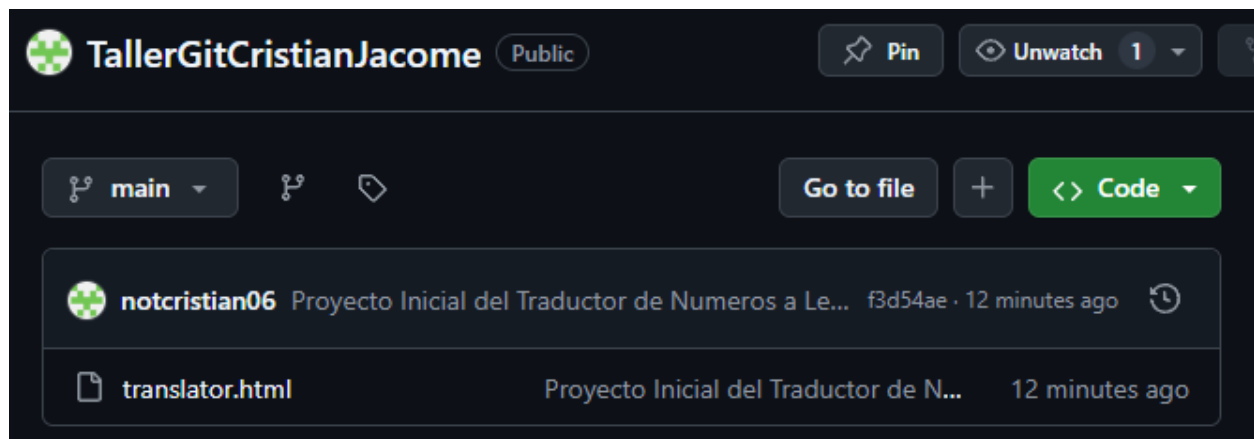 TallerGitCristianJacome Public Pin Unwatch 1
main Go to file + <> Code
notcristian06 Proyecto Inicial del Traductor de Numeros a Le... f3d54ae · 12 minutes ago
translator.html Proyecto Inicial del Traductor de N... 12 minutes ago